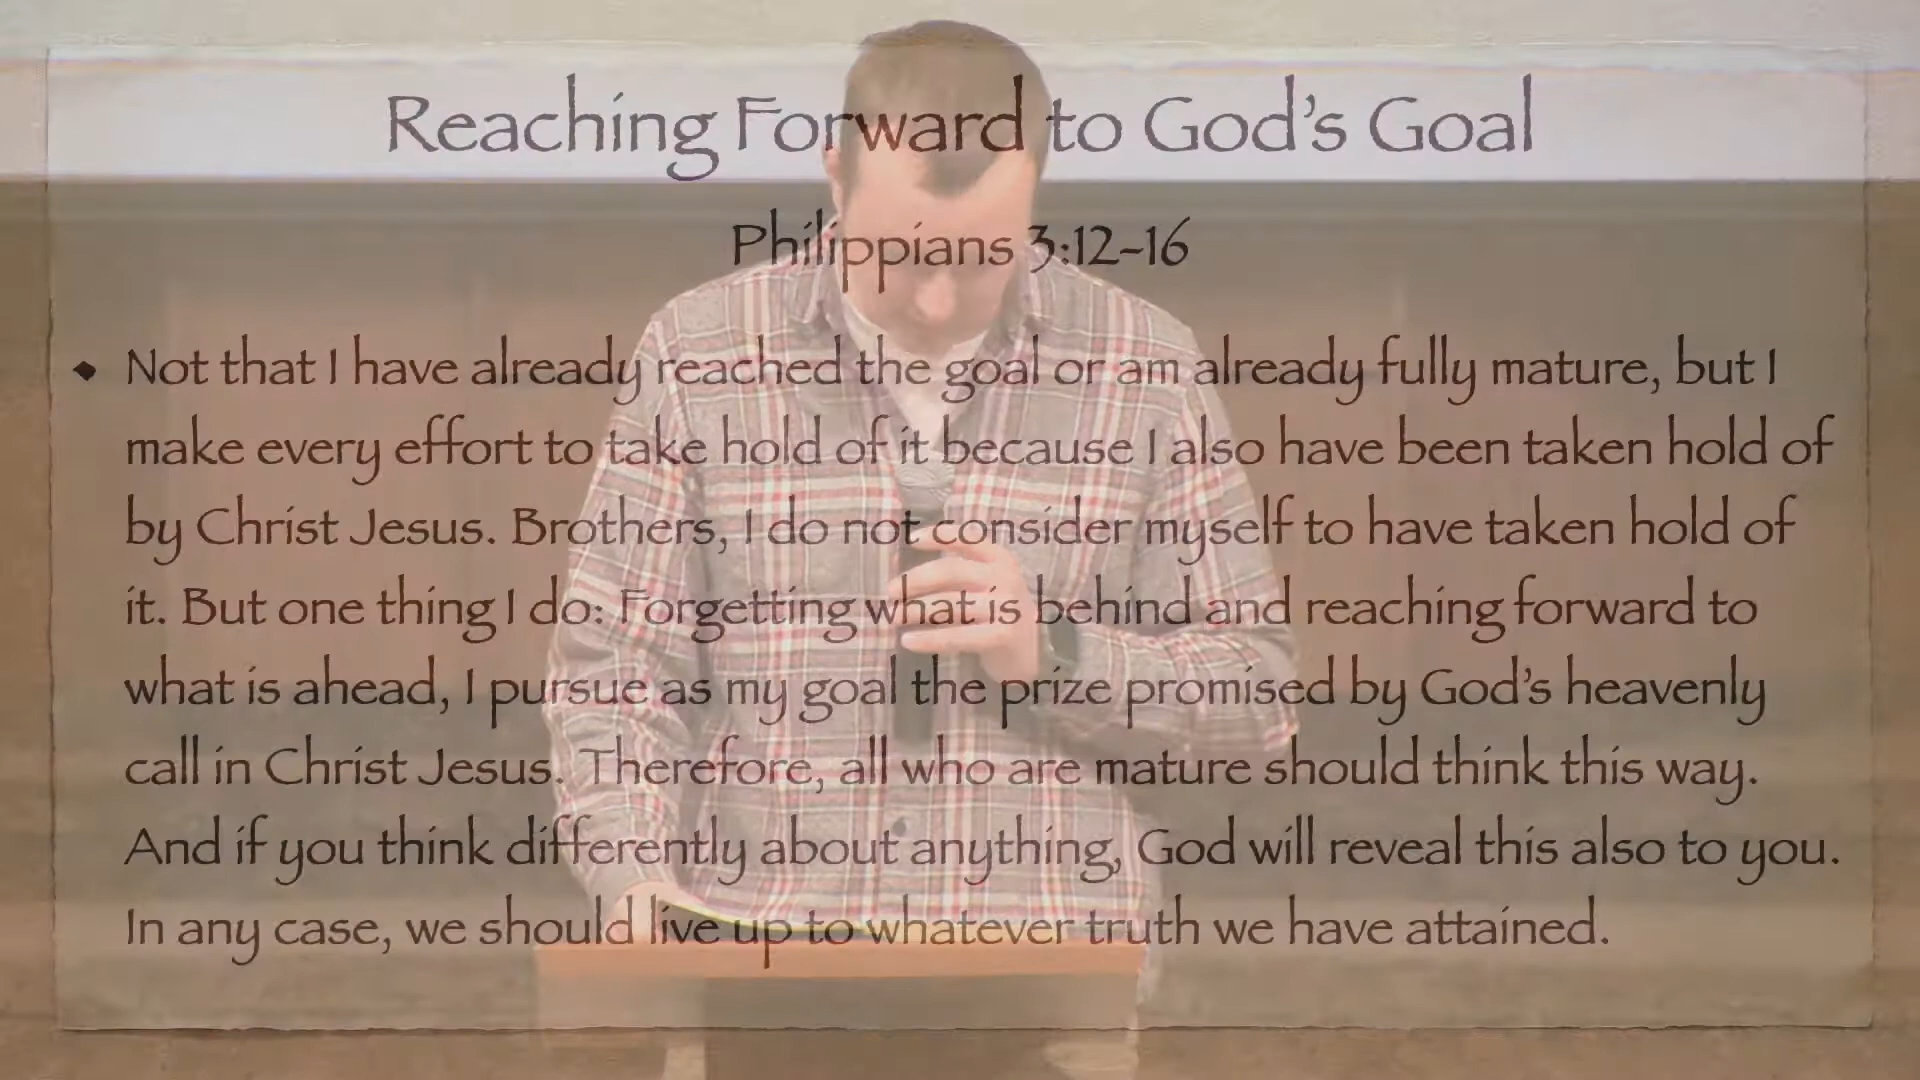 Reaching Forward to God's Goal
Philippians 3:12-16
◆ Not that I have already reached the goal or am already fully mature, but I
make every effort to take hold of it because I also have been taken hold of
by Christ Jesus. Brothers, I do not consider myself to have taken hold of
it. But one thing I do: Forgetting what is behind and reaching forward to
what is ahead, I pursue as my goal the prize promised by God's heavenly
call in Christ Jesus. Therefore, all who are mature should think this way.
And if you think differently about anything, God will reveal this also to you.
In any case, we should live up to whatever truth we have attained.